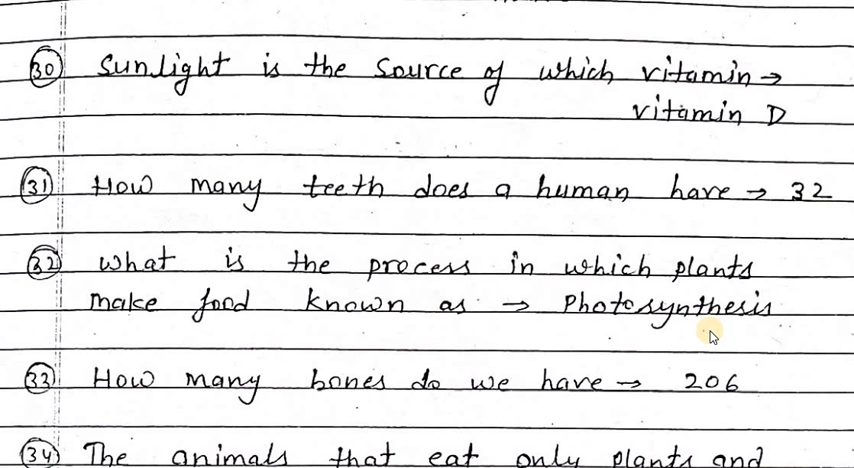 30 Sunlight is the source of which vitamin →
vitamin D
31 How many teeth does a human have → 32
32 what is the process in which plants
make food known as → Photosynthesis
33 How many bones do we have → 206
34 The animals that eat only plants and